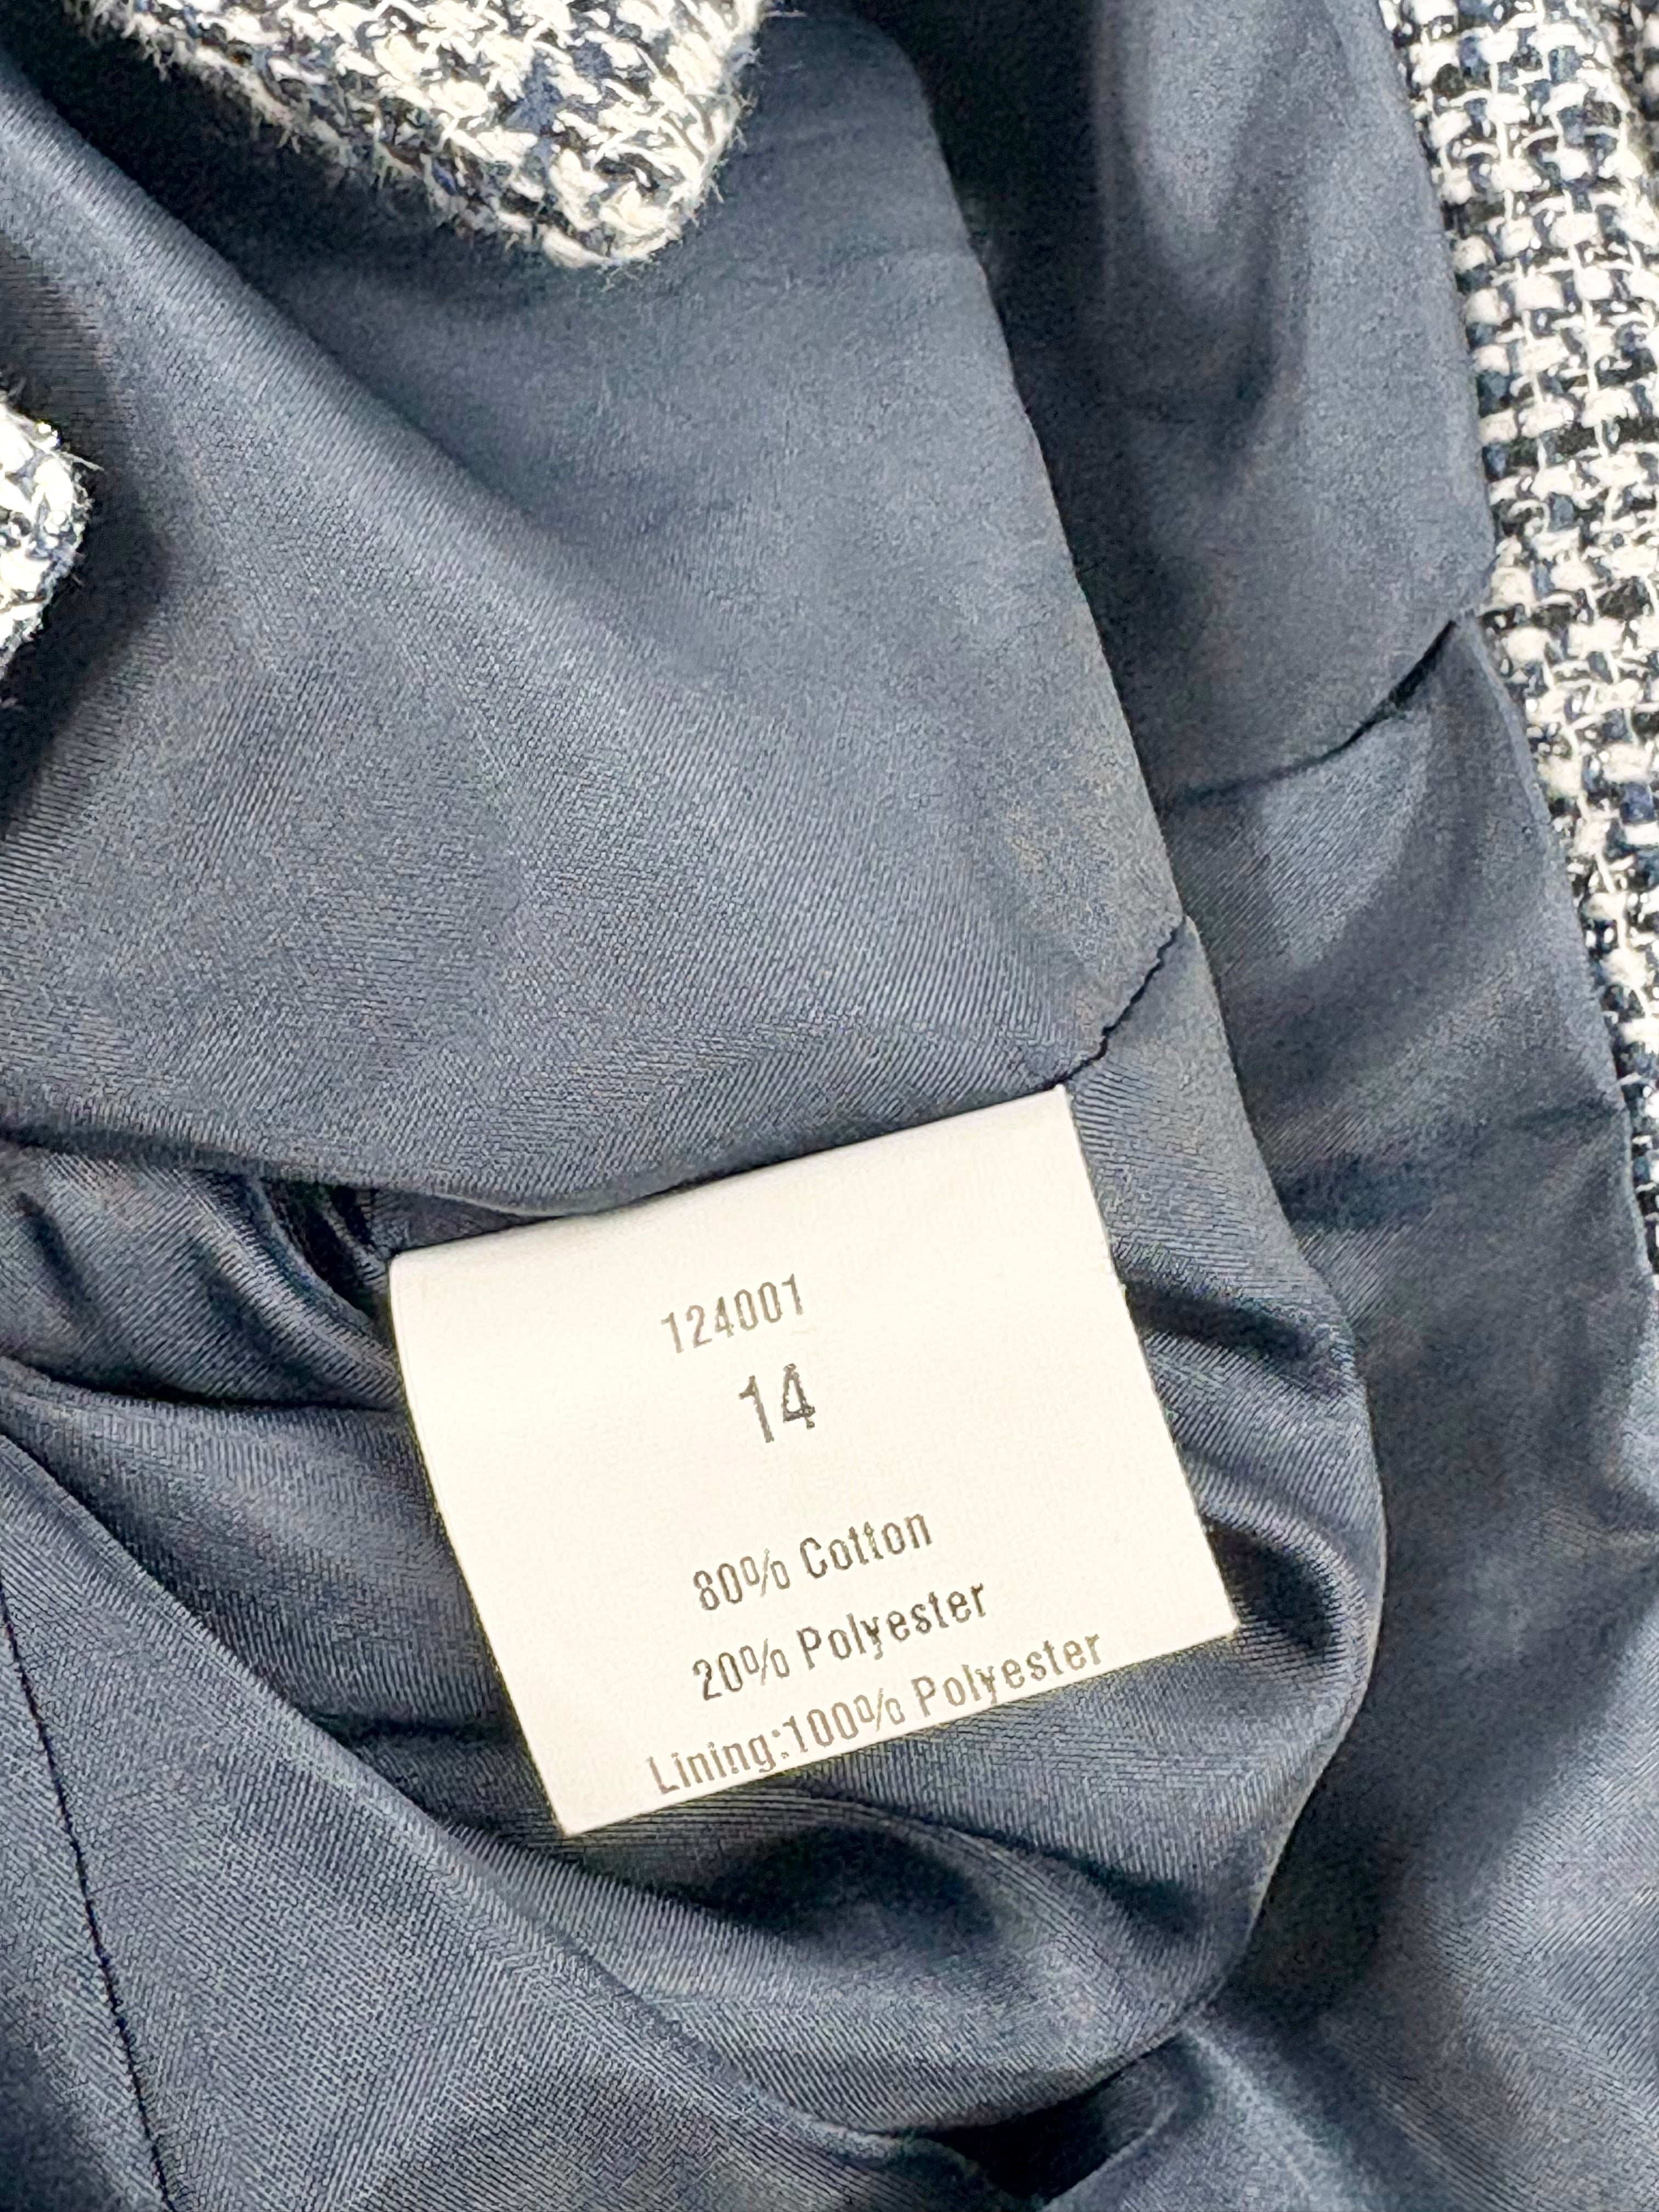 124001
14
80% Cotton
20% Polyester
Lining:100% Polyester